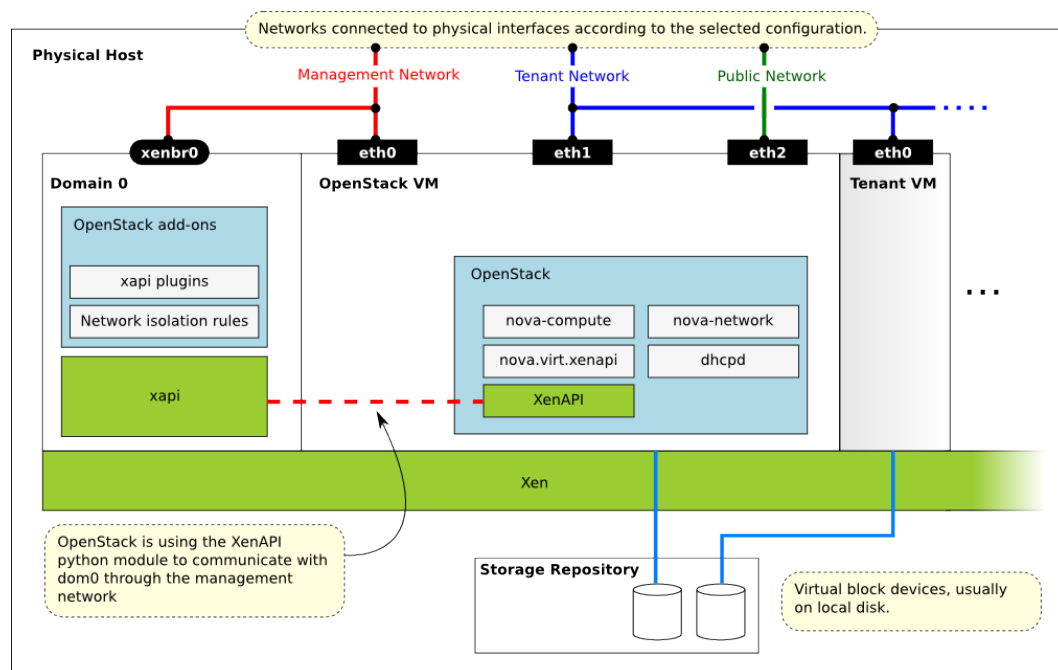 Networks connected to physical interfaces according to the selected configuration.
Physical Host
Management Network
Tenant Network
Public Network
xenbr0
eth0
eth1
eth2
eth0
Domain 0
OpenStack VM
Tenant VM
OpenStack add-ons
xapi plugins
Network isolation rules
xapi
OpenStack
nova-compute
nova-network
nova.virt.xenapi
dhcpd
XenAPI
...
Xen
OpenStack is using the XenAPI
python module to communicate with
dom0 through the management
network
Storage Repository
Virtual block devices, usually
on local disk.